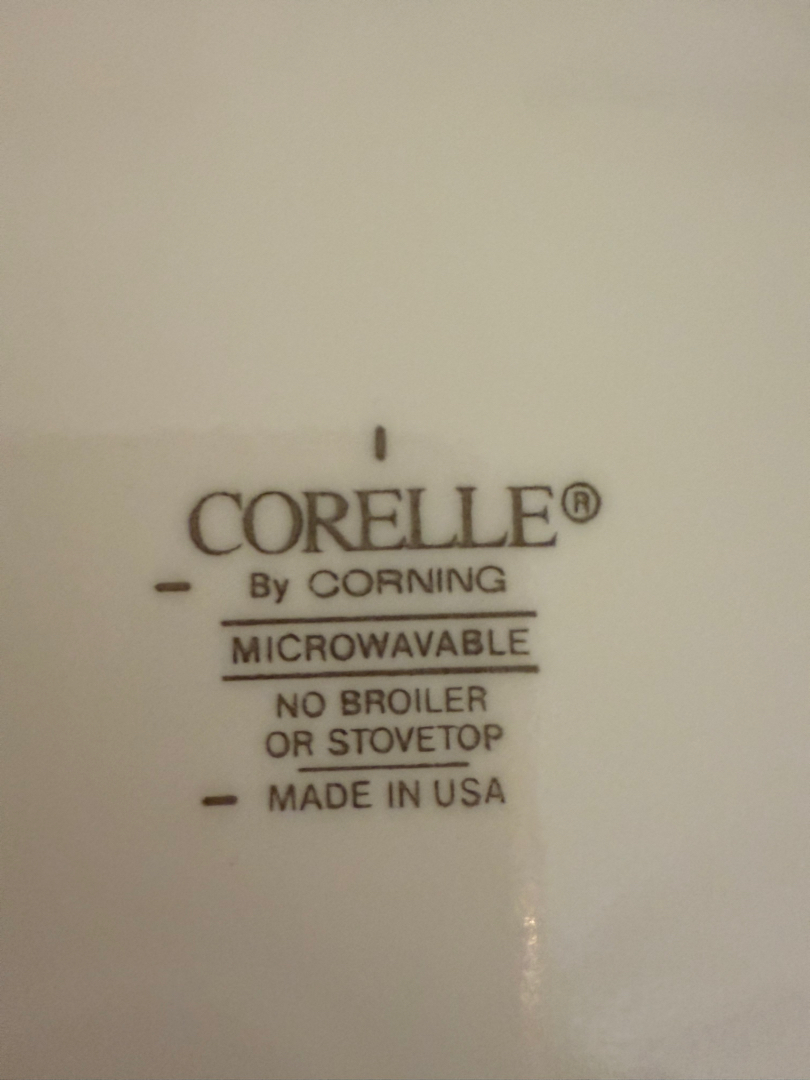 CORELLE®
By CORNING
MICROWAVABLE
NO BROILER
OR STOVETOP
MADE IN USA